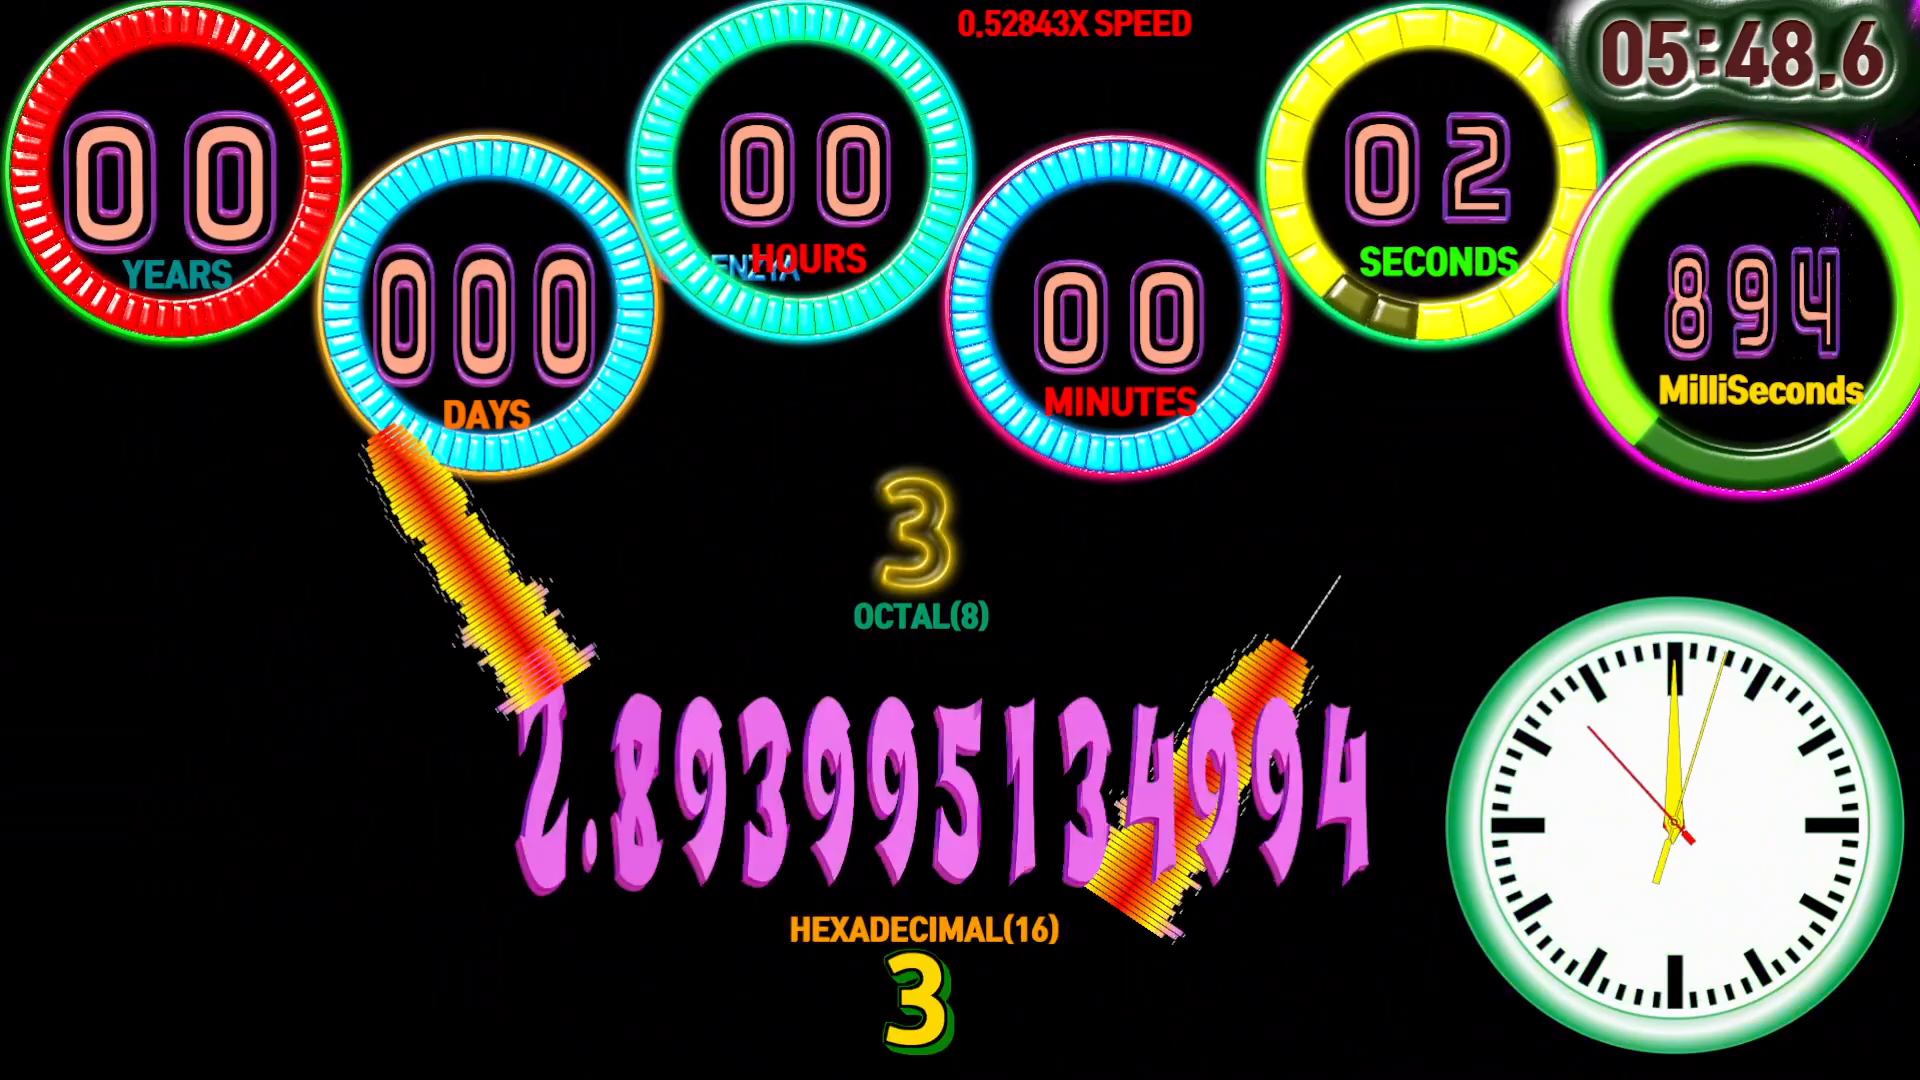 0.52843X SPEED
05:48.6
00
YEARS
000
DAYS
00
HOURS
00
MINUTES
02
SECONDS
894
MilliSeconds
3
OCTAL(8)
2.893995134994
HEXADECIMAL(16)
3